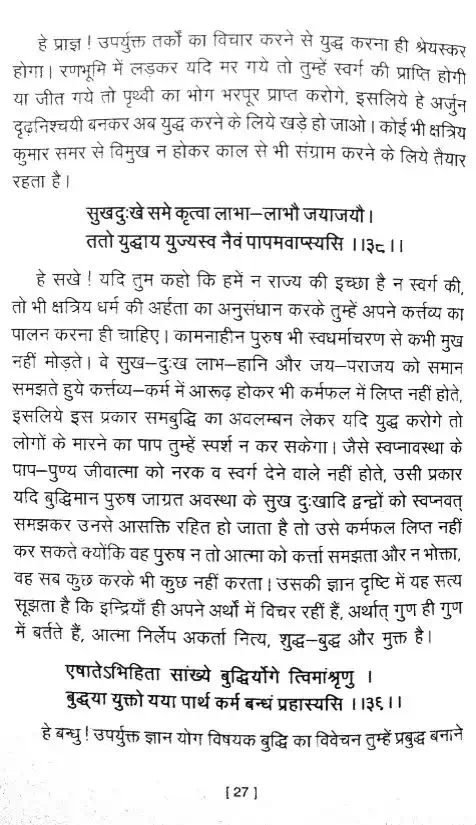 हे प्राज्ञ ! उपर्युक्त तर्कों का विचार करने से युद्ध करना ही श्रेयस्कर
होगा। रणभूमि में लड़कर यदि मर गये तो तुम्हें स्वर्ग की प्राप्ति होगी
या जीत गये तो पृथ्वी का भोग भरपूर प्राप्त करोगे, इसलिये हे अर्जुन
दृढ़निश्चयी बनकर अब युद्ध करने के लिये खड़े हो जाओ। कोई भी क्षत्रिय
कुमार समर से विमुख न होकर काल से भी संग्राम करने के लिये तैयार
रहता है।
सुखदुःखे समे कृत्वा लाभा–लाभौ जयाजयौ।
ततो युद्धाय युज्यस्व नैवं पापमवाप्स्यसि ।।३८।।
हे सखे ! यदि तुम कहो कि हमें न राज्य की इच्छा है न स्वर्ग की,
तो भी क्षत्रिय धर्म की अर्हता का अनुसंधान करके तुम्हें अपने कर्त्तव्य का
पालन करना ही चाहिए। कामनाहीन पुरुष भी स्वधर्माचरण से कभी मुख
नहीं मोड़ते। वे सुख–दुःख लाभ–हानि और जय–पराजय को समान
समझते हुये कर्त्तव्य–कर्म में आरूढ़ होकर भी कर्मफल में लिप्त नहीं होते,
इसलिये इस प्रकार समबुद्धि का अवलम्बन लेकर यदि युद्ध करोगे तो
लोगों के मारने का पाप तुम्हें स्पर्श न कर सकेगा। जैसे स्वप्नावस्था के
पाप–पुण्य जीवात्मा को नरक व स्वर्ग देने वाले नहीं होते, उसी प्रकार
यदि बुद्धिमान पुरुष जाग्रत अवस्था के सुख दुःखादि द्वन्द्वों को स्वप्नवत्
समझकर उनसे आसक्ति रहित हो जाता है तो उसे कर्मफल लिप्त नहीं
कर सकते क्योंकि वह पुरुष न तो आत्मा को कर्त्ता समझता और न भोक्ता,
वह सब कुछ करके भी कुछ नहीं करता। उसकी ज्ञान दृष्टि में यह सत्य
सूझता है कि इन्द्रियाँ ही अपने अर्थो में विचर रहीं हैं, अर्थात् गुण ही गुण
में बर्तते हैं, आत्मा निर्लेप अकर्ता नित्य, शुद्ध–बुद्ध और मुक्त है।
एषातेऽभिहिता सांख्ये बुद्धिर्योगे त्विमांश्रृणु ।
बुद्ध्या युक्तो यया पार्थ कर्म बन्धं प्रहास्यसि ।।३६।।
हे बन्धु ! उपर्युक्त ज्ञान योग विषयक बुद्धि का विवेचन तुम्हें प्रबुद्ध बनाने
[ 27 ]